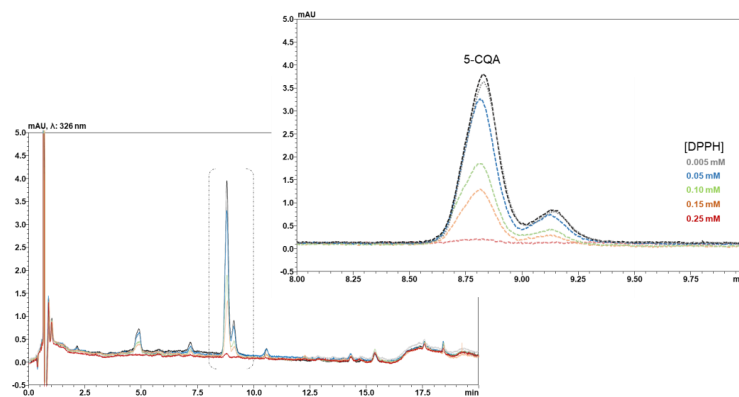 mAU
5.0
4.5
4.0
3.5
3.0
2.5
2.0
1.5
1.0
0.5
0.0
-0.5
8.00 8.25 8.50 8.75 9.00 9.25 9.50 9.75 m
5-CQA
[DPPH]
0.005 mM
0.05 mM
0.10 mM
0.15 mM
0.25 mM
mAU, λ: 326 nm
5.0
4.5
4.0
3.5
3.0
2.5
2.0
1.5
1.0
0.5
0.0
-0.5
0.0 2.5 5.0 7.5 10.0 12.5 15.0 17.5 min